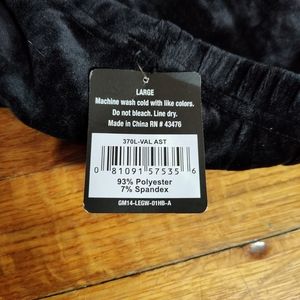 LARGE
Machine wash cold with like colors.
Do not bleach. Line dry.
Made in China RN # 43476
370L-VAL AST
0 81091 57535 6
93% Polyester
7% Spandex
GM14-LEGW-01HB-A